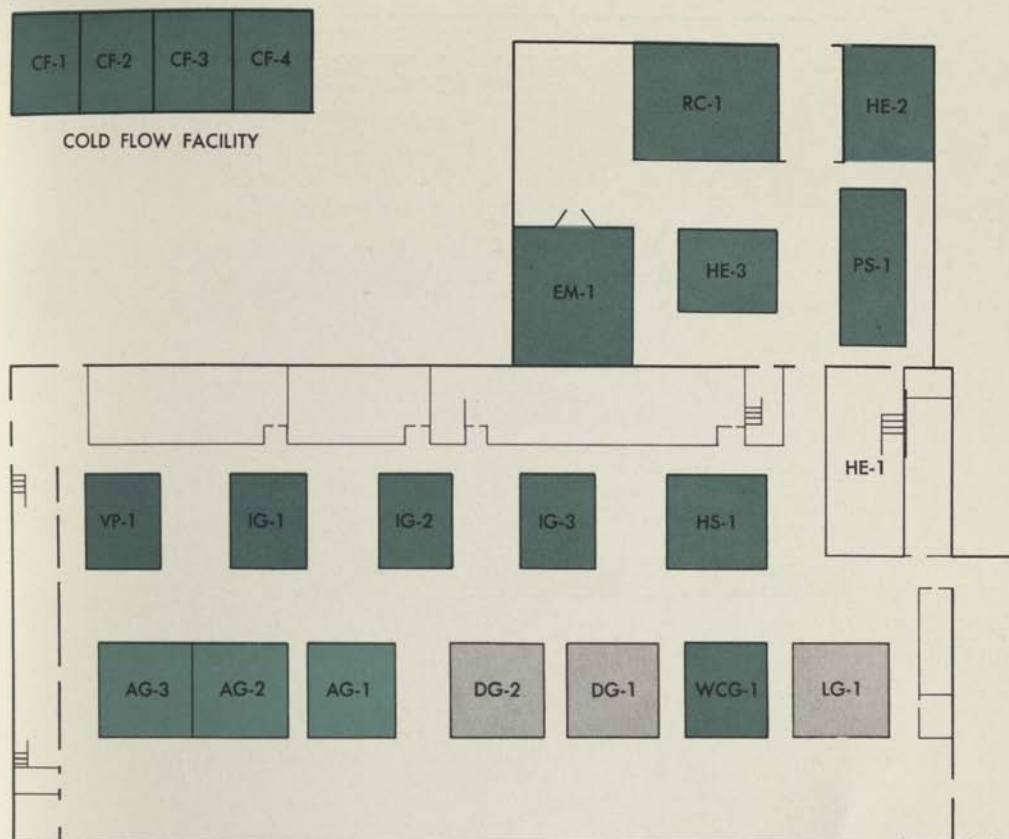 CF-1 CF-2 CF-3 CF-4
COLD FLOW FACILITY
RC-1 HE-2
EM-1 HE-3 PS-1
HE-1
VP-1 IG-1 IG-2 IG-3 HS-1
AG-3 AG-2 AG-1 DG-2 DG-1 WCG-1 LG-1